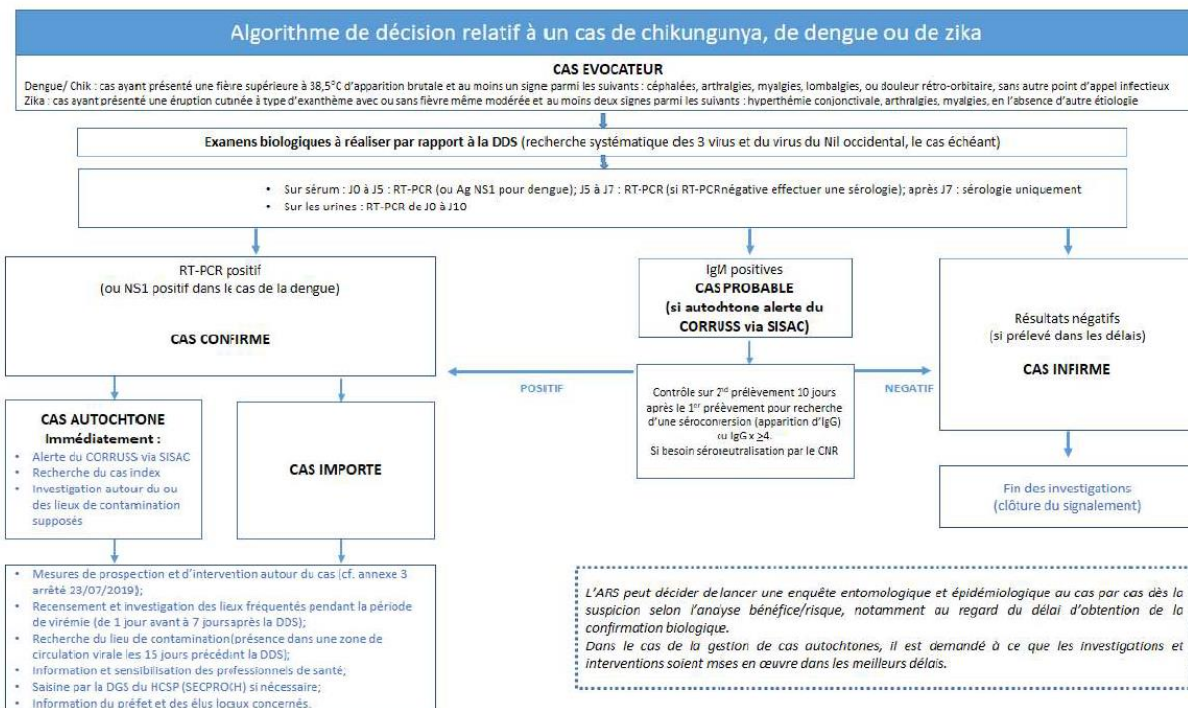 Algorithme de décision relatif à un cas de chikungunya, de dengue ou de zika
CAS EVOCATEUR
Dengue/ Chik : cas ayant présenté une fièvre supérieure à 38,5°C d'apparition brutale et au moins un signe parmi les suivants : céphalées, arthralgies, myalgies, lombalgies, ou douleur rétro-orbitaire, sans autre point d'appel infectieux
Zika : cas ayant présenté une éruption cutanée à type d'exanthème avec ou sans fièvre même modérée et au moins deux signes parmi les suivants : hyperthémie conjonctivale, arthralgies, myalgies, en l'absence d'autre étiologie
Examens biologiques à réaliser par rapport à la DDS (recherche systématique des 3 virus et du virus du Nil occidental, le cas échéant)
• Sur sérum : J0 à J5 : RT-PCR (ou Ag NS1 pour dengue); J5 à J7 : RT-PCR (si RT-PCR négative effectuer une sérologie); après J7 : sérologie uniquement
• Sur les urines : RT-PCR de J0 à J10
RT-PCR positif
(ou NS1 positif dans le cas de la dengue)
CAS CONFIRME
IgM positives
CAS PROBABLE
(si autochtone alerte du
CORRUSS via SISAC)
Résultats négatifs
(si prélevé dans les délais)
CAS INFIRME
POSITIF
NEGATIF
Contrôle sur 2nd prélèvement 10 jours
après le 1er préèvement pour recherche
d'une séroconversion (apparition d'IgG)
ou IgG x ≥4.
Si besoin séroneutralisation par le CNR
CAS AUTOCHTONE
Immédiatement :
• Alerte du CORRUSS via SISAC
• Recherche du cas index
• Investigation autour du ou
des lieux de contamination
supposés
CAS IMPORTE
Fin des investigations
(clôture du signalement)
• Mesures de prospection et d'intervention autour du cas (cf. annexe 3
arrêté 23/07/2019);
• Recensement et investigation des lieux fréquentés pendant la période
de virémie (de 1 jour avant à 7 jours après la DDS);
• Recherche du lieu de contamination (présence dans une zone de
circulation virale les 15 jours précédint la DDS);
• Information et sensibilisation des professionnels de santé;
• Saisine par la DGS du HCSP (SECPROCH) si nécessaire;
• Information du préfet et des élus locaux concernés.
L'ARS peut décider de lancer une enquête entomologique et épidémiologique au cas par cas dès la
suspicion selon l'analyse bénéfice/risque, notamment au regard du délai d'obtention de la
confirmation biologique.
Dans le cas de la gestion de cas autochtones, il est demandé à ce que les investigations et
interventions soient mises en œuvre dans les meilleurs délais.